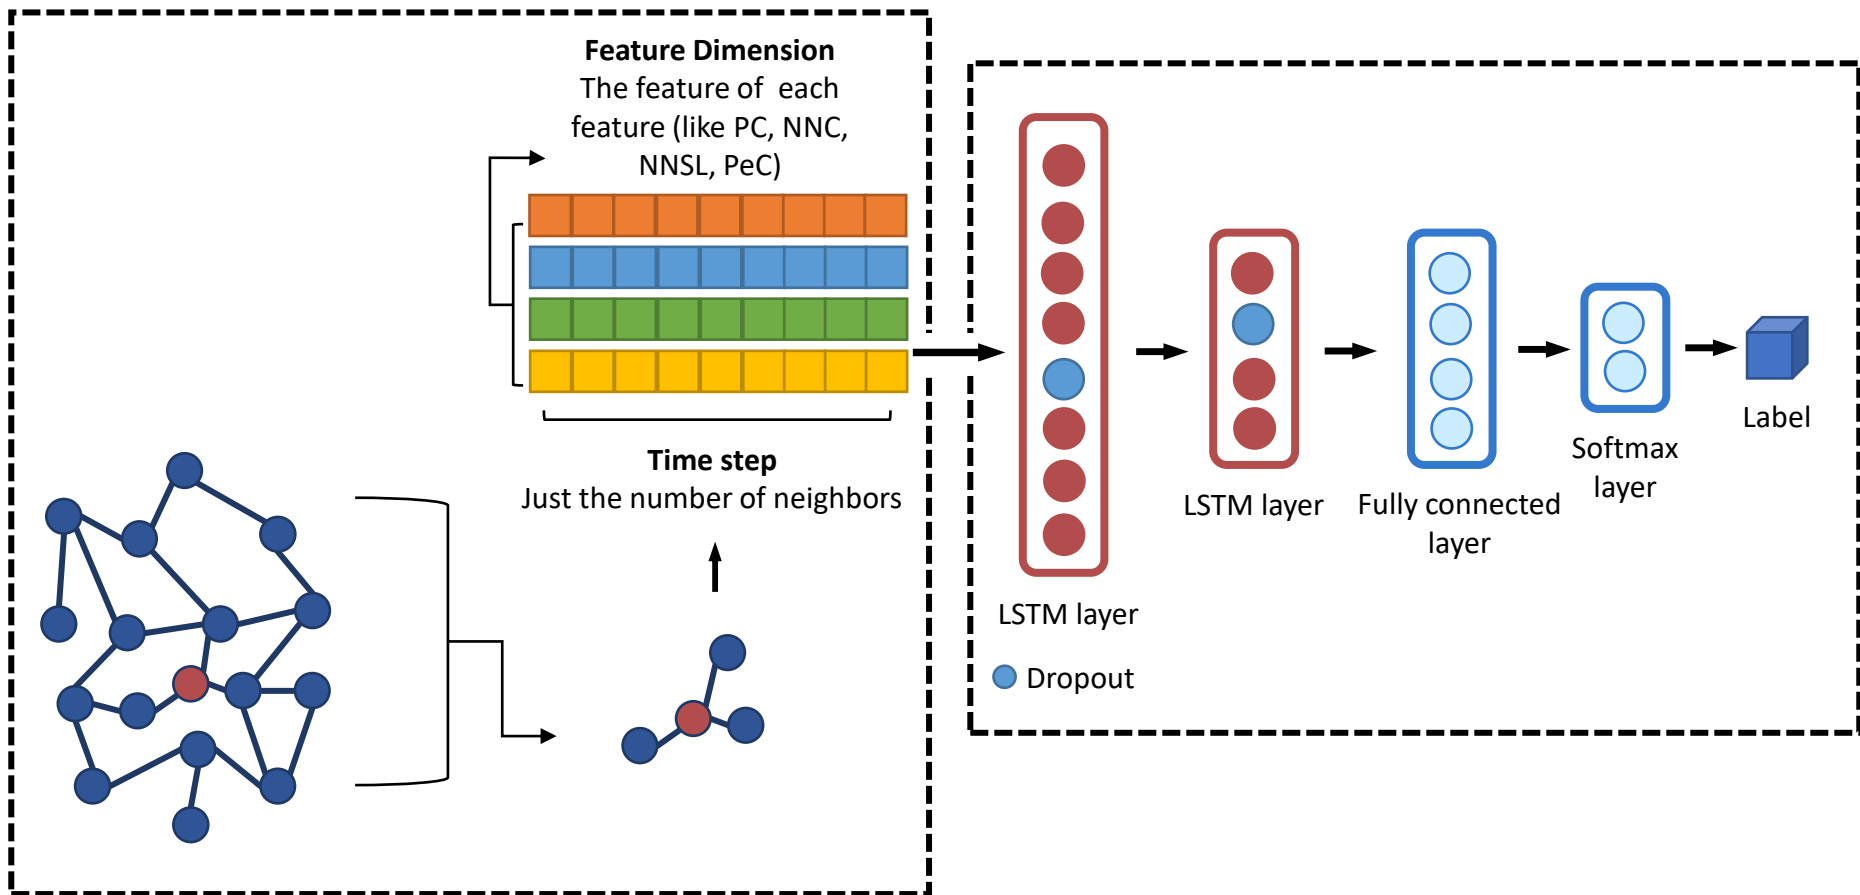 Feature Dimension
The feature of each
feature (like PC, NNC,
NNSL, PeC)
Time step
Just the number of neighbors
LSTM layer
Dropout
LSTM layer
Fully connected
layer
Softmax
layer
Label